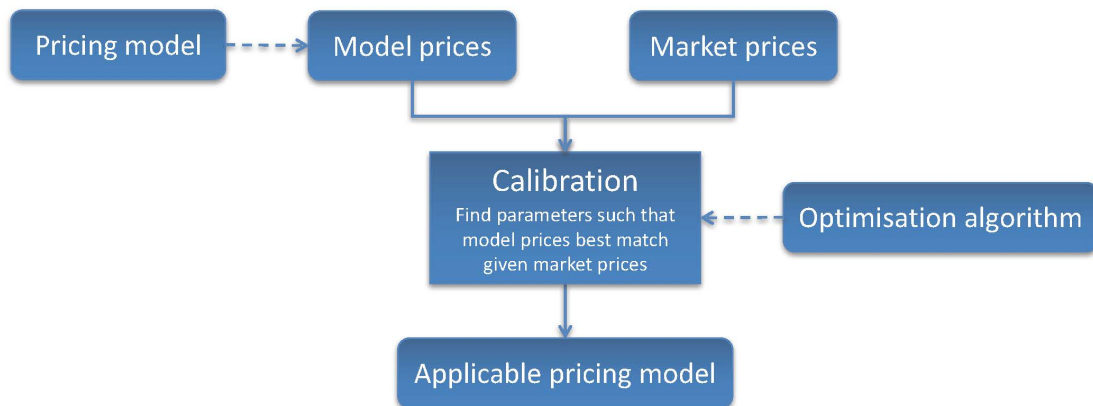 Pricing model
Model prices
Market prices
Calibration
Find parameters such that
model prices best match
given market prices
Optimisation algorithm
Applicable pricing model